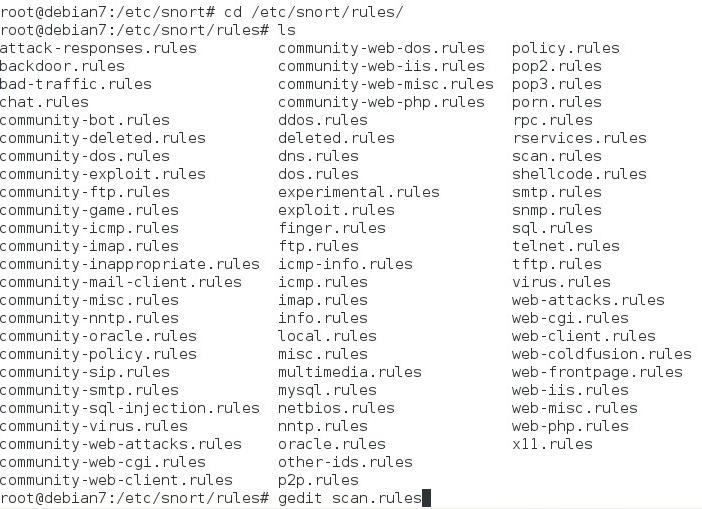 root@debian7:/etc/snort# cd /etc/snort/rules/
root@debian7:/etc/snort/rules# ls
attack-responses.rules community-web-dos.rules policy.rules
backdoor.rules community-web-iis.rules pop2.rules
bad-traffic.rules community-web-misc.rules pop3.rules
chat.rules community-web-php.rules porn.rules
community-bot.rules ddos.rules rpc.rules
community-deleted.rules deleted.rules rservices.rules
community-dos.rules dns.rules scan.rules
community-exploit.rules dos.rules shellcode.rules
community-ftp.rules experimental.rules smtp.rules
community-game.rules exploit.rules snmp.rules
community-icmp.rules finger.rules sql.rules
community-imap.rules ftp.rules telnet.rules
community-inappropriate.rules icmp-info.rules tftp.rules
community-mail-client.rules icmp.rules virus.rules
community-misc.rules imap.rules web-attacks.rules
community-nntp.rules info.rules web-cgi.rules
community-oracle.rules local.rules web-client.rules
community-policy.rules misc.rules web-coldfusion.rules
community-sip.rules multimedia.rules web-frontpage.rules
community-smtp.rules mysql.rules web-iis.rules
community-sql-injection.rules netbios.rules web-misc.rules
community-virus.rules nntp.rules web-php.rules
community-web-attacks.rules oracle.rules x11.rules
community-web-cgi.rules other-ids.rules
community-web-client.rules p2p.rules
root@debian7:/etc/snort/rules# gedit scan.rules